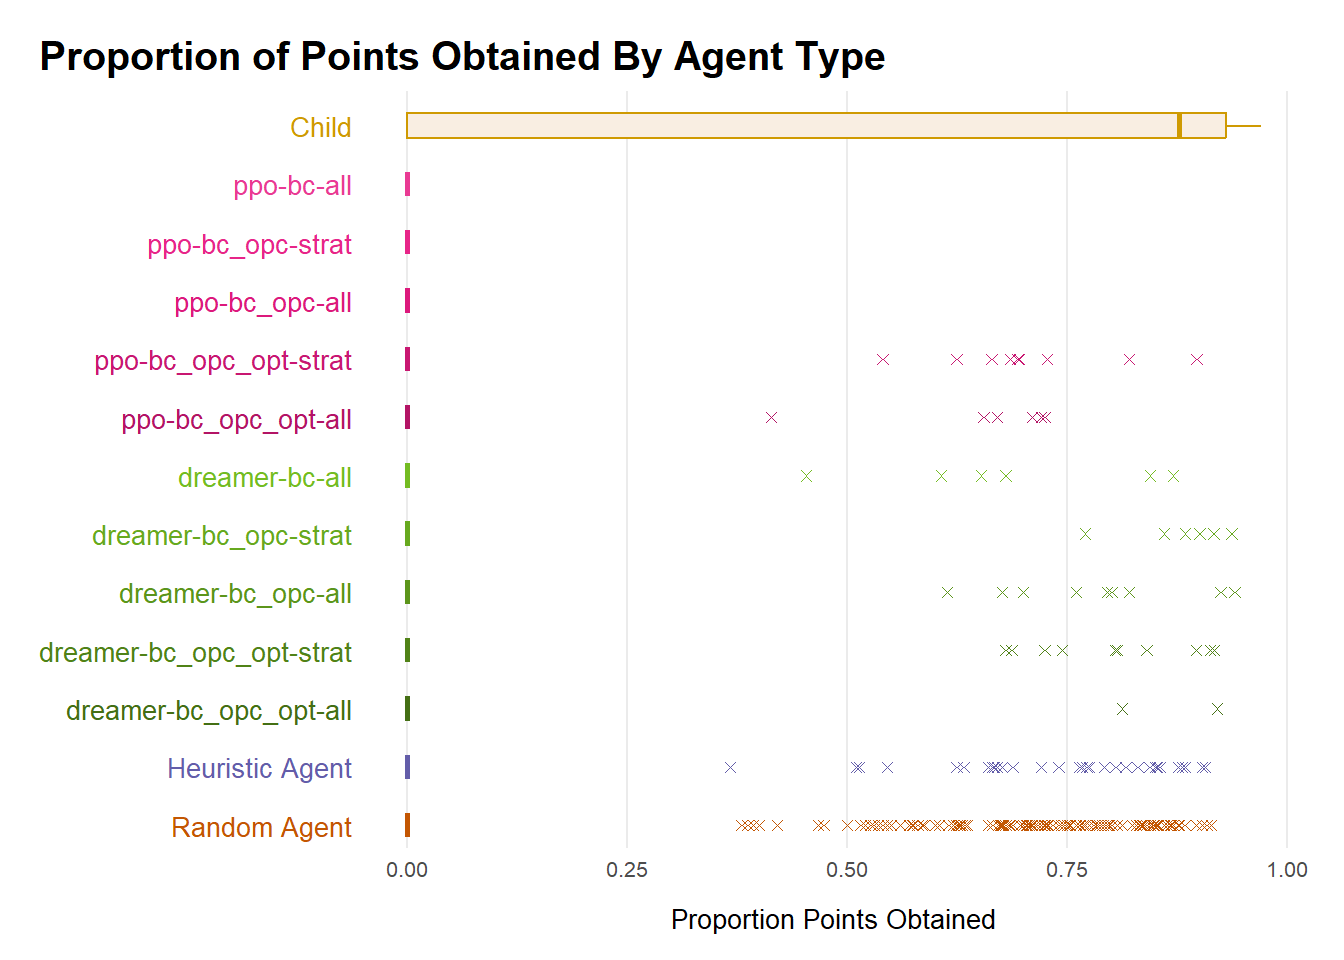 Proportion of Points Obtained By Agent Type
Child
ppo-bc-all
ppo-bc_opc-strat
ppo-bc_opc-all
ppo-bc_opc_opt-strat
ppo-bc_opc_opt-all
dreamer-bc-all
dreamer-bc_opc-strat
dreamer-bc_opc-all
dreamer-bc_opc_opt-strat
dreamer-bc_opc_opt-all
Heuristic Agent
Random Agent
0.00 0.25 0.50 0.75 1.00
Proportion Points Obtained